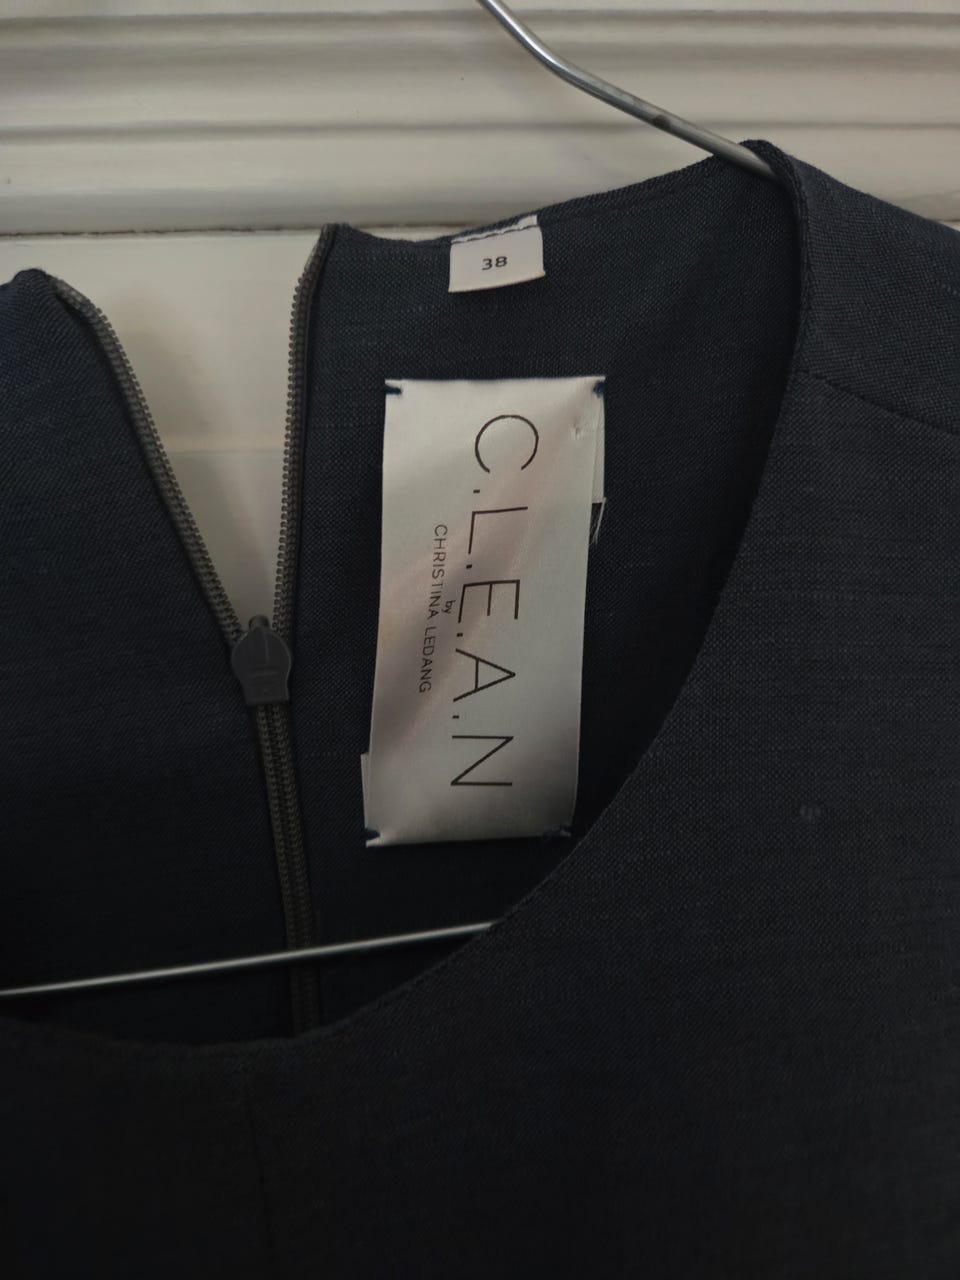 38
C.L.E.A.N
by
CHRISTINA LEDANG